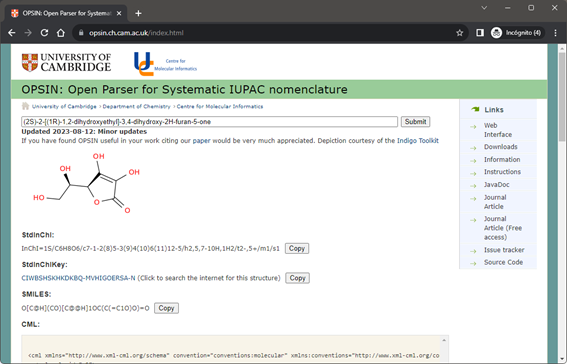 OPSIN: Open Parser for Systematic
Incógnito (4)
opsin.ch.cam.ac.uk/index.html
UNIVERSITY OF
CAMBRIDGE
Centre for
Molecular Informatics
OPSIN: Open Parser for Systematic IUPAC nomenclature
University of Cambridge > Department of Chemistry > Centre for Molecular Informatics
(2S)-2-[(1R)-1,2-dihydroxyethyl]-3,4-dihydroxy-2H-furan-5-one Submit
Updated 2023-08-12: Minor updates
If you have found OPSIN useful in your work citing our paper would be very much appreciated. Depiction courtesy of the Indigo Toolkit
OH
OH
OH
HO
O
O
StdInChI:
InChI=1S/C6H8O6/c7-1-2(8)5-3(9)4(10)6(11)12-5/h2,5,7-10H,1H2/t2-,5+/m1/s1 Copy
StdInChIKey:
CIWBSHSKHKDKBQ-MVHIGOERSA-N (Click to search the internet for this structure) Copy
SMILES:
O[C@H](CO)[C@@H]1OC(C(=C1O)O)=O Copy
CML:
<cml xmlns="http://www.xml-cml.org/schema" convention="conventions:molecular" xmlns:conventions="http://www.xml-cml.org/co
Links
Web
Interface
Downloads
Information
Instructions
JavaDoc
Journal
Article
Journal
Article (Free
access)
Issue tracker
Source Code